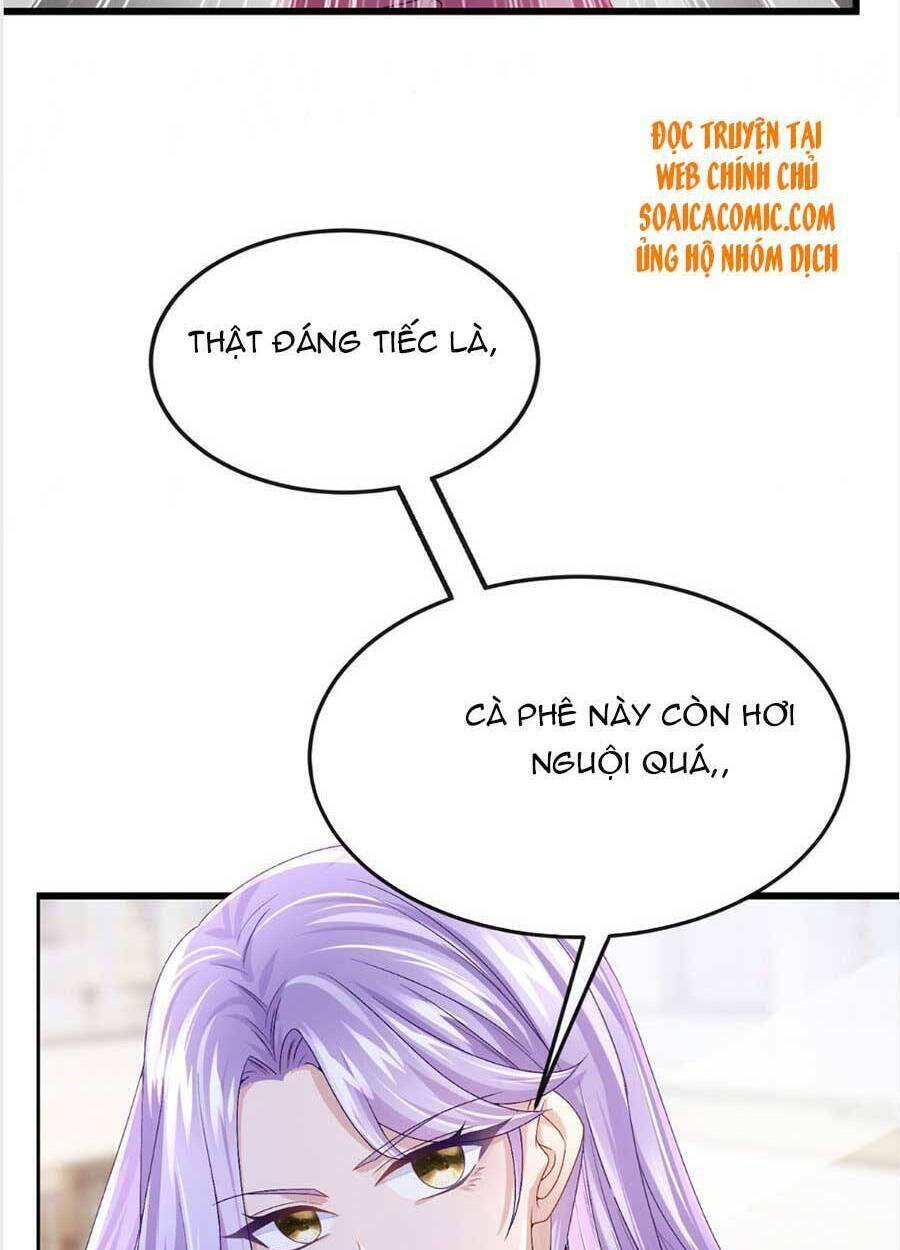 ĐỌC TRUYỆN TẠI
WEB CHÍNH CHỦ
SOAICACOMIC.COM
ỦNG HỘ NHÓM DỊCH
THẬT ĐÁNG TIẾC LÀ,
CÀ PHÊ NÀY CÒN HƠI
NGUỘI QUÁ,,